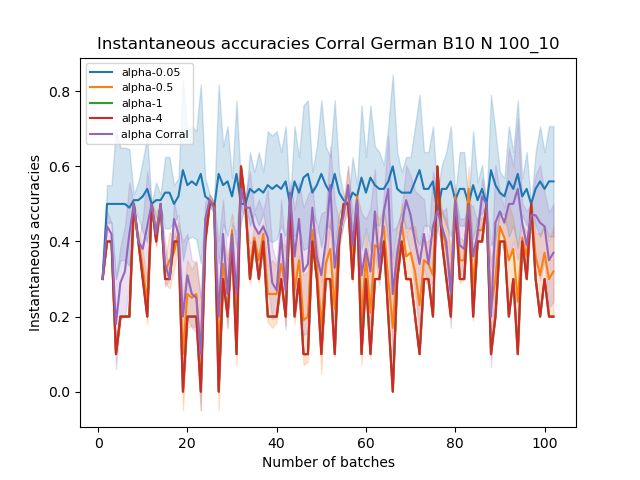 Instantaneous accuracies Corral German B10 N 100_10
alpha-0.05
alpha-0.5
alpha-1
alpha-4
alpha Corral
Instantaneous accuracies
0.8
0.6
0.4
0.2
0.0
0 20 40 60 80 100
Number of batches